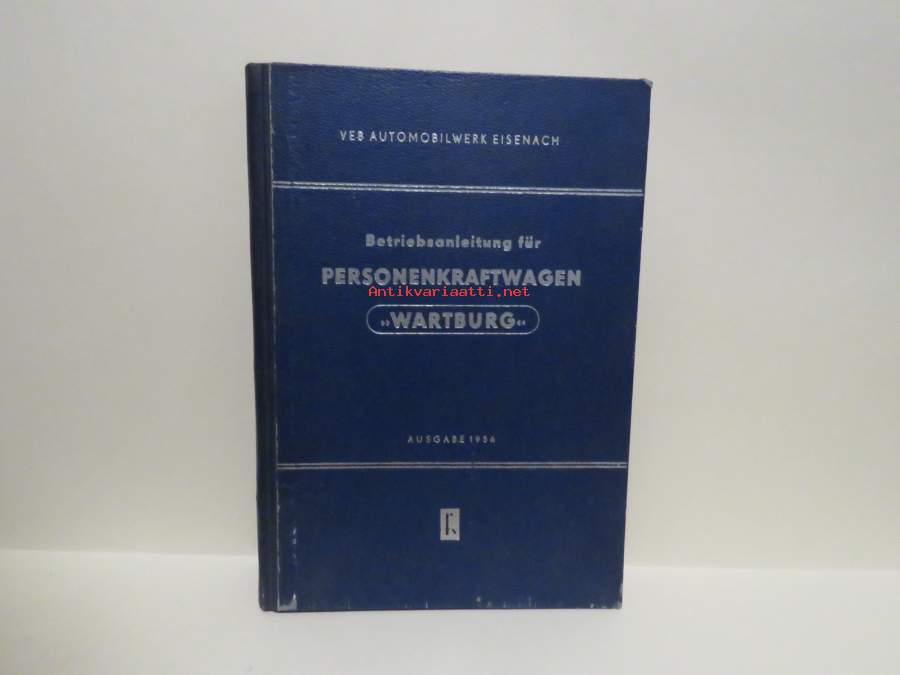 VEB AUTOMOBILWERK EISENACH
Betriebsanleitung für
PERSONENKRAFTWAGEN
Antikvariaatti.net
»WARTBURG«
AUSGABE 1956